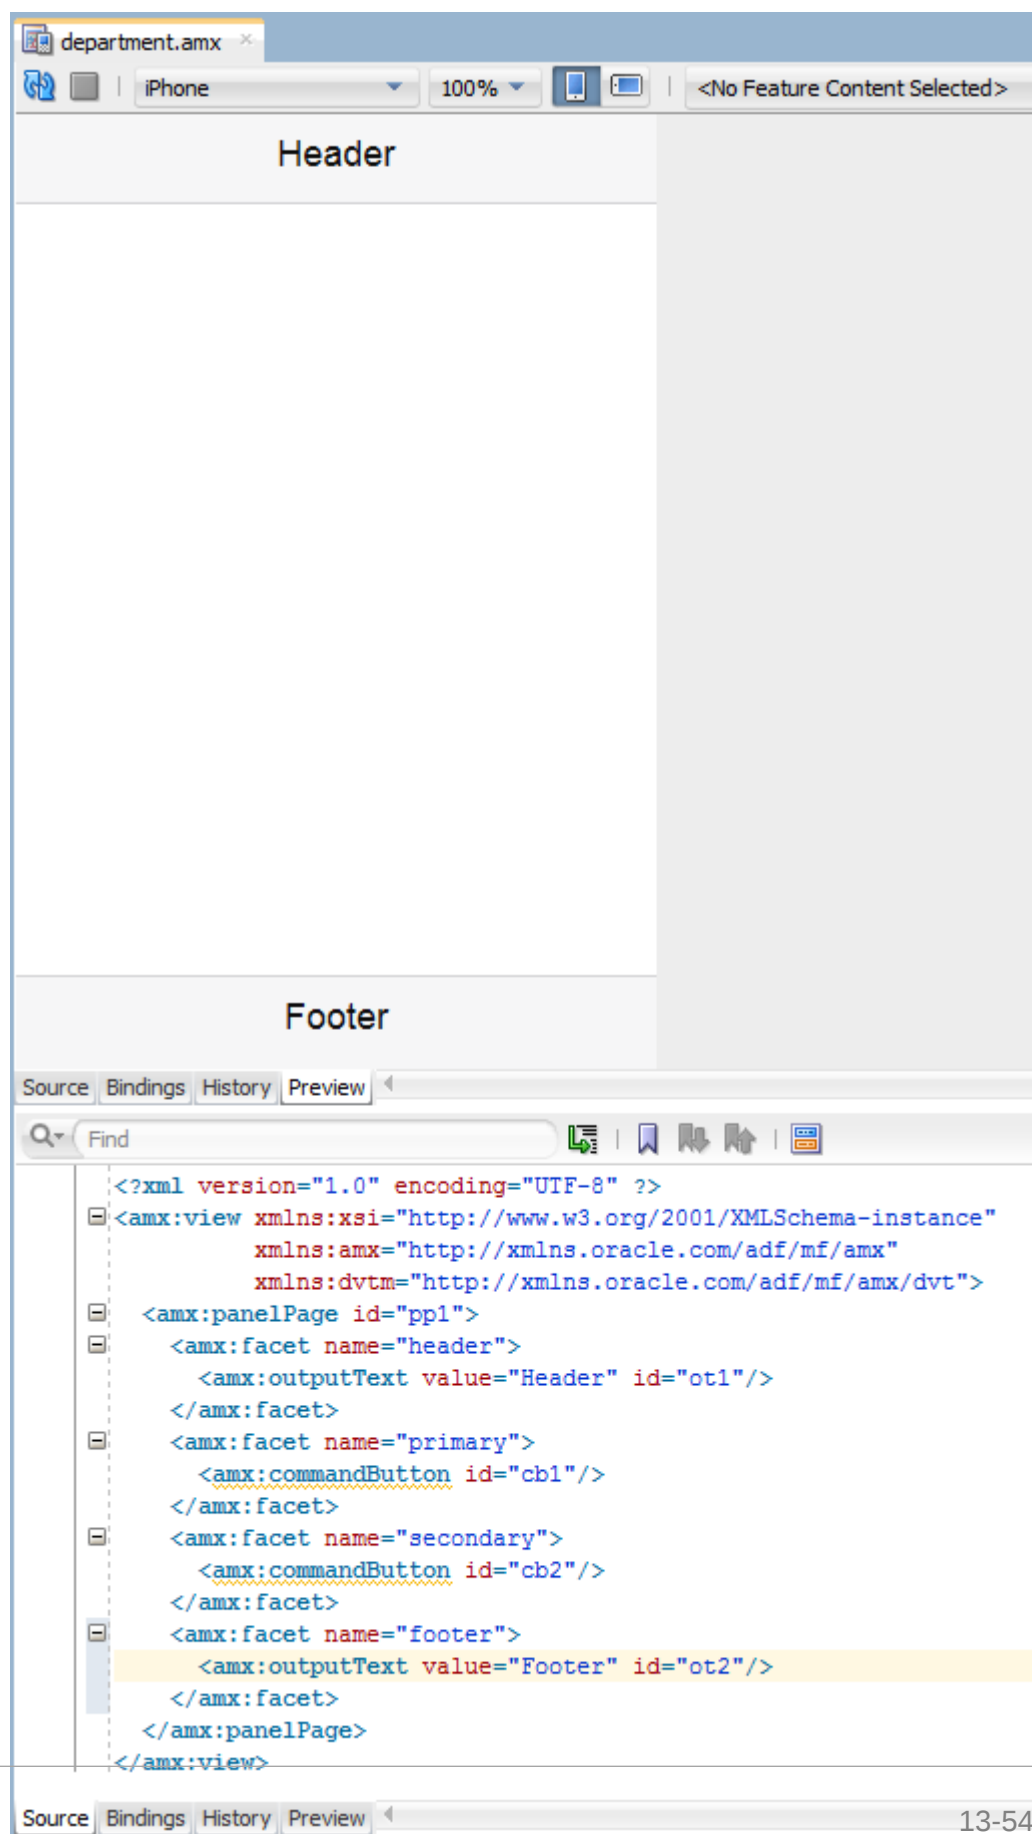 department.amx
iPhone 100% <No Feature Content Selected>
Header
Footer
Source Bindings History Preview
Find
<?xml version="1.0" encoding="UTF-8" ?>
<amx:view xmlns:xsi="http://www.w3.org/2001/XMLSchema-instance"
xmlns:amx="http://xmlns.oracle.com/adf/mf/amx"
xmlns:dvtm="http://xmlns.oracle.com/adf/mf/amx/dvt">
<amx:panelPage id="pp1">
<amx:facet name="header">
<amx:outputText value="Header" id="ot1"/>
</amx:facet>
<amx:facet name="primary">
<amx:commandButton id="cb1"/>
</amx:facet>
<amx:facet name="secondary">
<amx:commandButton id="cb2"/>
</amx:facet>
<amx:facet name="footer">
<amx:outputText value="Footer" id="ot2"/>
</amx:facet>
</amx:panelPage>
</amx:view>
Source Bindings History Preview
13-54